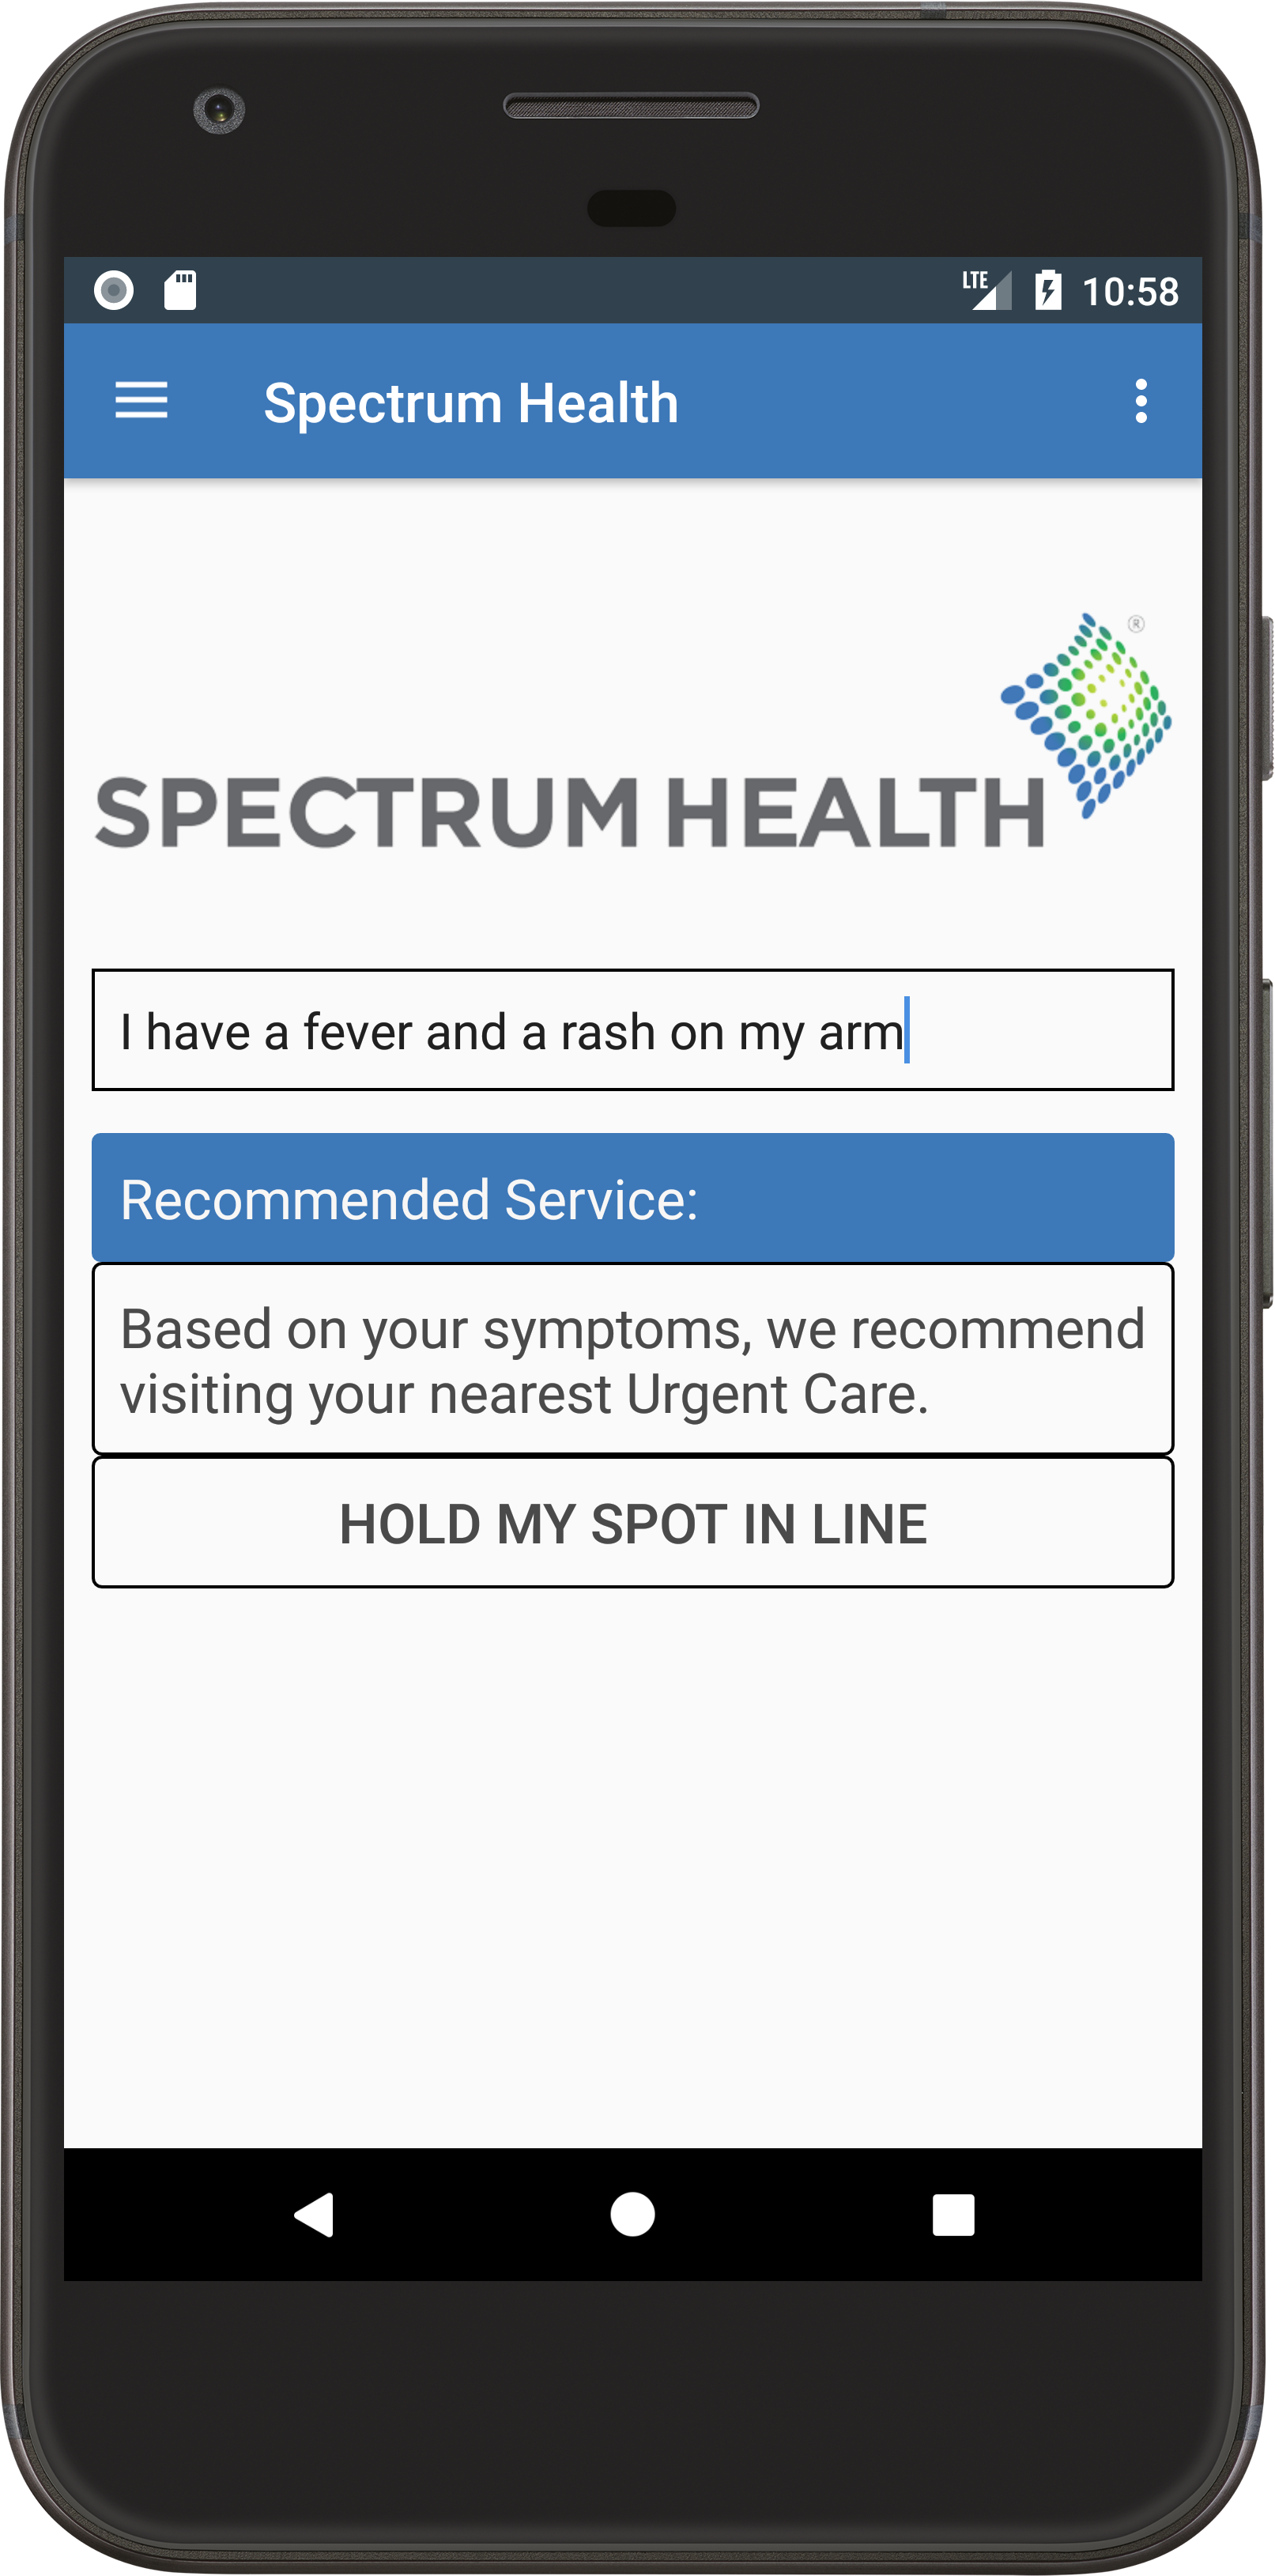 LTE 10:58
Spectrum Health
®
SPECTRUM HEALTH
I have a fever and a rash on my arm
Recommended Service:
Based on your symptoms, we recommend
visiting your nearest Urgent Care.
HOLD MY SPOT IN LINE